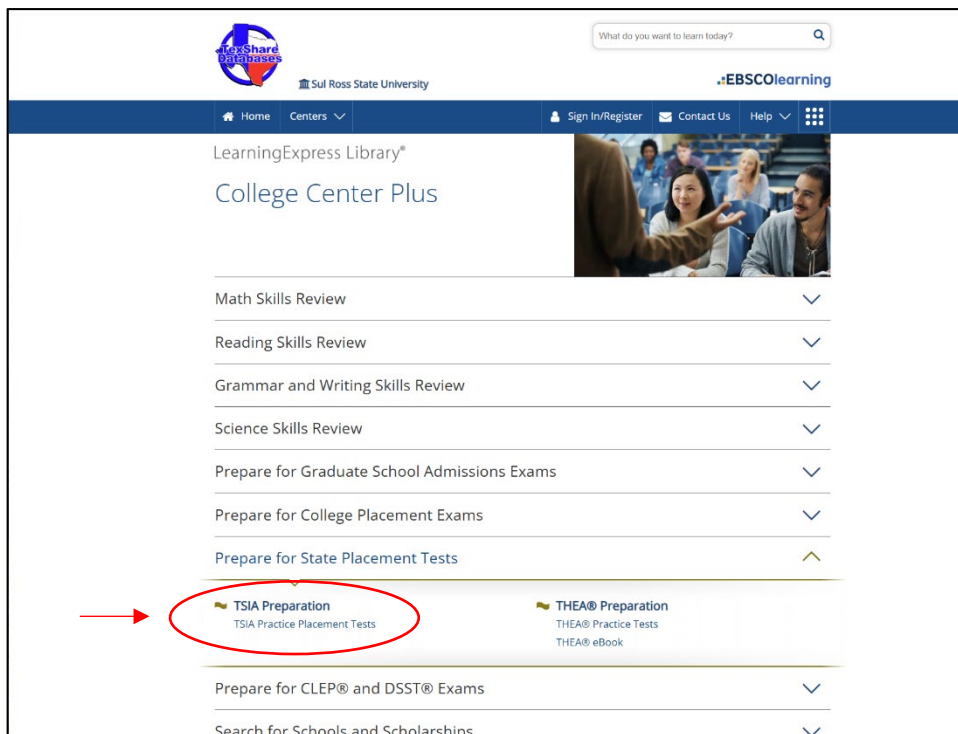 TexShare
Databases
Sul Ross State University
What do you want to learn today?
EBSCOlearning
Home Centers Sign In/Register Contact Us Help
LearningExpress Library®
College Center Plus
Math Skills Review
Reading Skills Review
Grammar and Writing Skills Review
Science Skills Review
Prepare for Graduate School Admissions Exams
Prepare for College Placement Exams
Prepare for State Placement Tests
TSIA Preparation
TSIA Practice Placement Tests
THEA® Preparation
THEA® Practice Tests
THEA® eBook
Prepare for CLEP® and DSST® Exams
Search for Schools and Scholarships